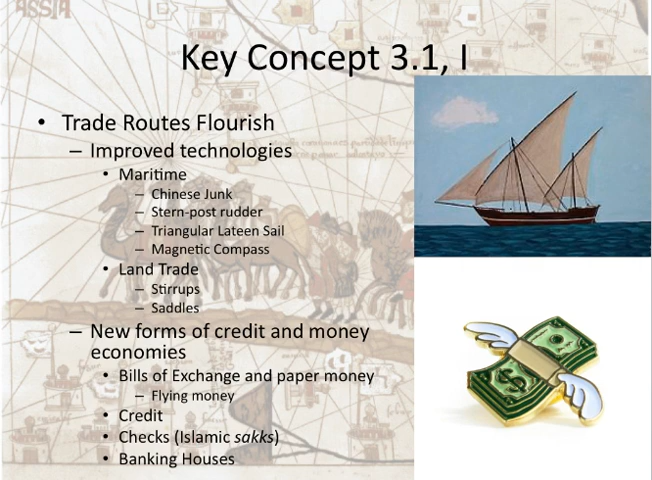 ASSIA
Key Concept 3.1, I
• Trade Routes Flourish
– Improved technologies
• Maritime
– Chinese Junk
– Stern-post rudder
– Triangular Lateen Sail
– Magnetic Compass
• Land Trade
– Stirrups
– Saddles
– New forms of credit and money
economies
• Bills of Exchange and paper money
– Flying money
• Credit
• Checks (Islamic sakks)
• Banking Houses